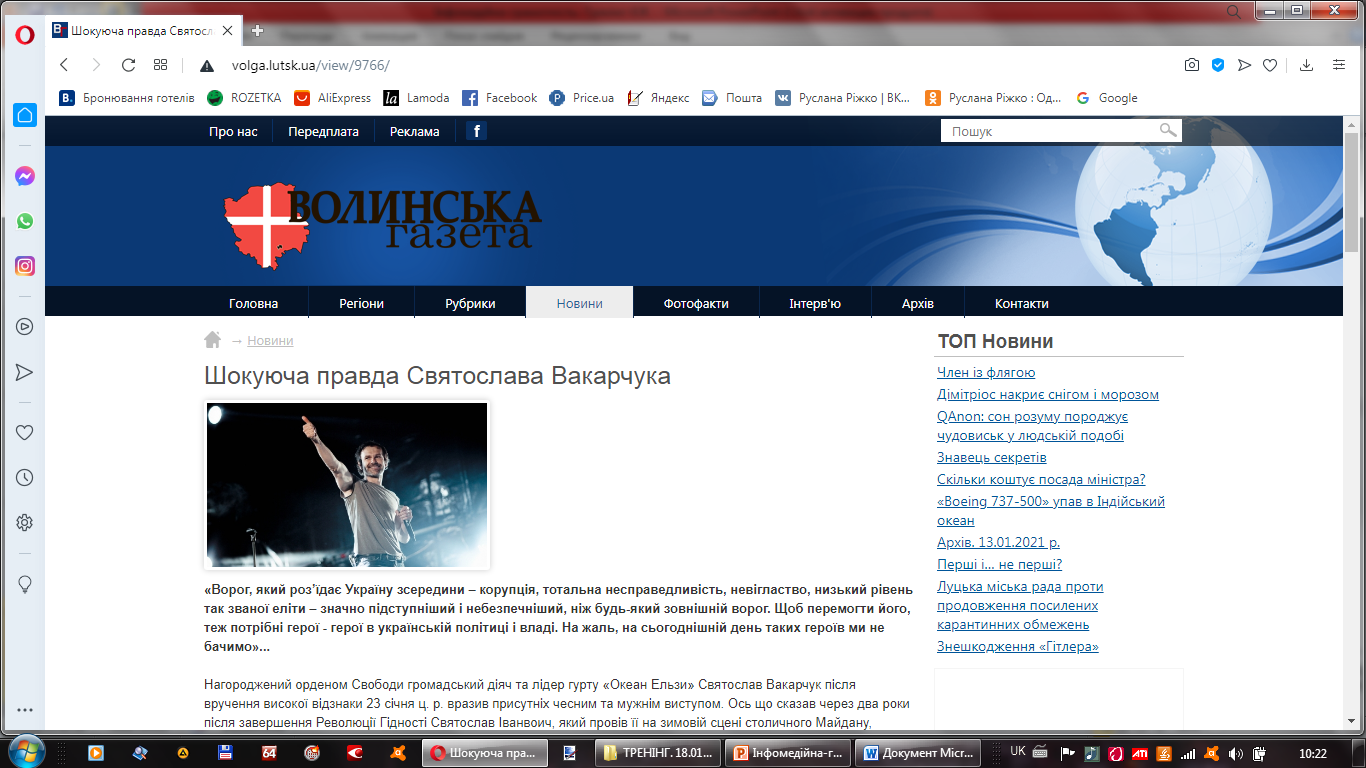 Шокуюча правда Святосл
volga.lutsk.ua/view/9766/
Бронювання готелів ROZETKA AliExpress Lamoda Facebook Price.ua Яндекс Пошта Руслана Ріжко | ВК... Руслана Ріжко : Од... Google
Про нас Передплата Реклама f Пошук
ВОЛИНСЬКА
газета
Головна Регіони Рубрики Новини Фотофакти Інтерв'ю Архів Контакти
→ Новини
Шокуюча правда Святослава Вакарчука
«Ворог, який роз’їдає Україну зсередини – корупція, тотальна несправедливість, невігластво, низький рівень
так званої еліти – значно підступніший і небезпечніший, ніж будь-який зовнішній ворог. Щоб перемогти його,
теж потрібні герої - герої в українській політиці і владі. На жаль, на сьогоднішній день таких героїв ми не
бачимо»...
Нагороджений орденом Свободи громадський діяч та лідер гурту «Океан Ельзи» Святослав Вакарчук після
вручення високої відзнаки 23 січня ц. р. вразив присутніх чесним та мужнім виступом. Ось що сказав через два роки
після завершення Революції Гідності Святослав Іванвоич, який провів її на зимовій сцені столичного Майдану,
ТОП Новини
Член із флягою
Дімітріос накриє снігом і морозом
QAnon: сон розуму породжує
чудовиськ у людській подобі
Знавець секретів
Скільки коштує посада міністра?
«Boeing 737-500» упав в Індійський
океан
Архів. 13.01.2021 р.
Перші і... не перші?
Луцька міська рада проти
продовження посилених
карантинних обмежень
Знешкодження «Гітлера»
64 Шокуюча пра... ТРЕНІНГ. 18.01... Інфомедійна-г... Документ Micr... UK ATI 10:22